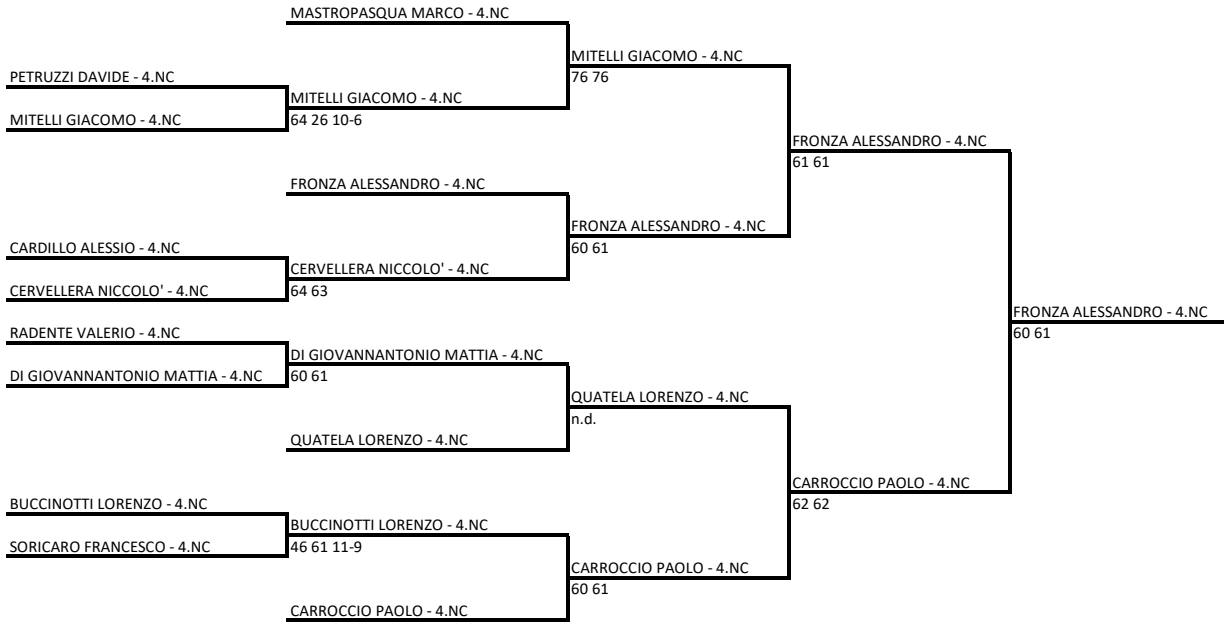 MASTROPASQUA MARCO - 4.NC
MITELLI GIACOMO - 4.NC
76 76
PETRUZZI DAVIDE - 4.NC
MITELLI GIACOMO - 4.NC
64 26 10-6
MITELLI GIACOMO - 4.NC
FRONZA ALESSANDRO - 4.NC
61 61
FRONZA ALESSANDRO - 4.NC
FRONZA ALESSANDRO - 4.NC
60 61
CARDILLO ALESSIO - 4.NC
CERVELLERA NICCOLO' - 4.NC
64 63
CERVELLERA NICCOLO' - 4.NC
FRONZA ALESSANDRO - 4.NC
60 61
RADENTE VALERIO - 4.NC
DI GIOVANNANTONIO MATTIA - 4.NC
60 61
DI GIOVANNANTONIO MATTIA - 4.NC
QUATELA LORENZO - 4.NC
n.d.
QUATELA LORENZO - 4.NC
CARROCCIO PAOLO - 4.NC
62 62
BUCCINOTTI LORENZO - 4.NC
BUCCINOTTI LORENZO - 4.NC
46 61 11-9
SORICARO FRANCESCO - 4.NC
CARROCCIO PAOLO - 4.NC
60 61
CARROCCIO PAOLO - 4.NC